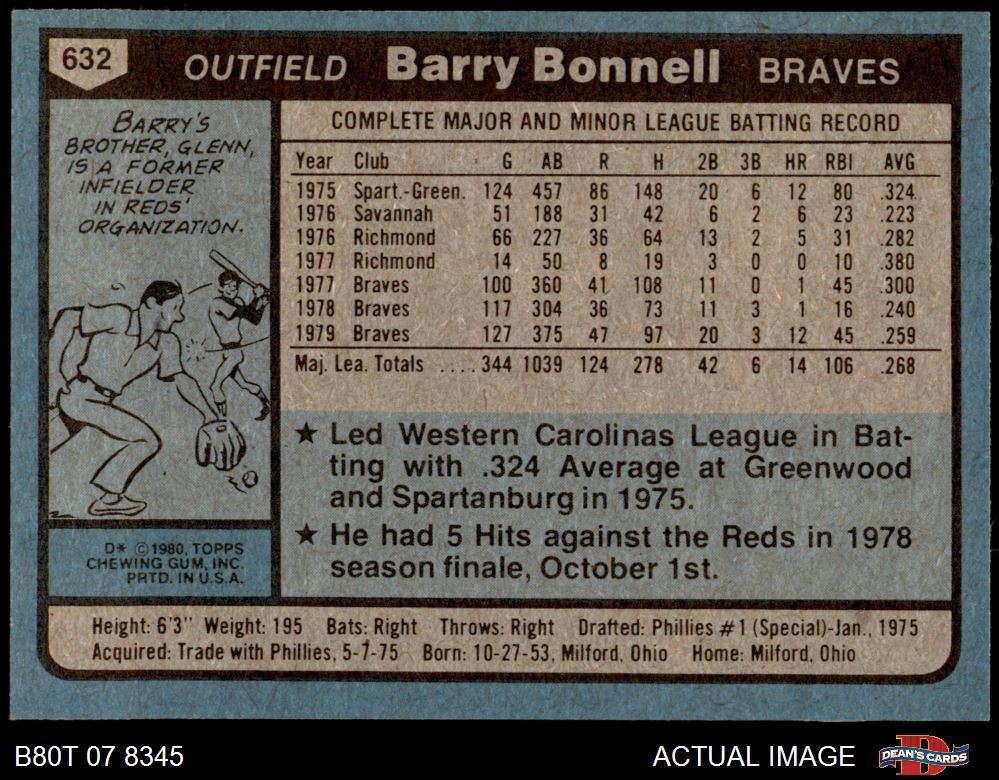 632
OUTFIELD Barry Bonnell BRAVES
BARRY'S
BROTHER, GLENN,
IS A FORMER
INFIELDER
IN REDS'
ORGANIZATION.
COMPLETE MAJOR AND MINOR LEAGUE BATTING RECORD
Year Club G AB R H 2B 3B HR RBI AVG
1975 Spart.-Green. 124 457 86 148 20 6 12 80 .324
1976 Savannah 51 188 31 42 6 2 6 23 .223
1976 Richmond 66 227 36 64 13 2 5 31 .282
1977 Richmond 14 50 8 19 3 0 0 10 .380
1977 Braves 100 360 41 108 11 0 1 45 .300
1978 Braves 117 304 36 73 11 3 1 16 .240
1979 Braves 127 375 47 97 20 3 12 45 .259
Maj. Lea. Totals ....344 1039 124 278 42 6 14 106 .268
★ Led Western Carolinas League in Bat-
ting with .324 Average at Greenwood
and Spartanburg in 1975.
★ He had 5 Hits against the Reds in 1978
season finale, October 1st.
D* ©1980, TOPPS
CHEWING GUM, INC.
PRTD. IN U.S.A.
Height: 6'3" Weight: 195 Bats: Right Throws: Right Drafted: Phillies #1 (Special)-Jan., 1975
Acquired: Trade with Phillies, 5-7-75 Born: 10-27-53, Milford, Ohio Home: Milford, Ohio
B80T 07 8345 ACTUAL IMAGE DEAN'S CARDS